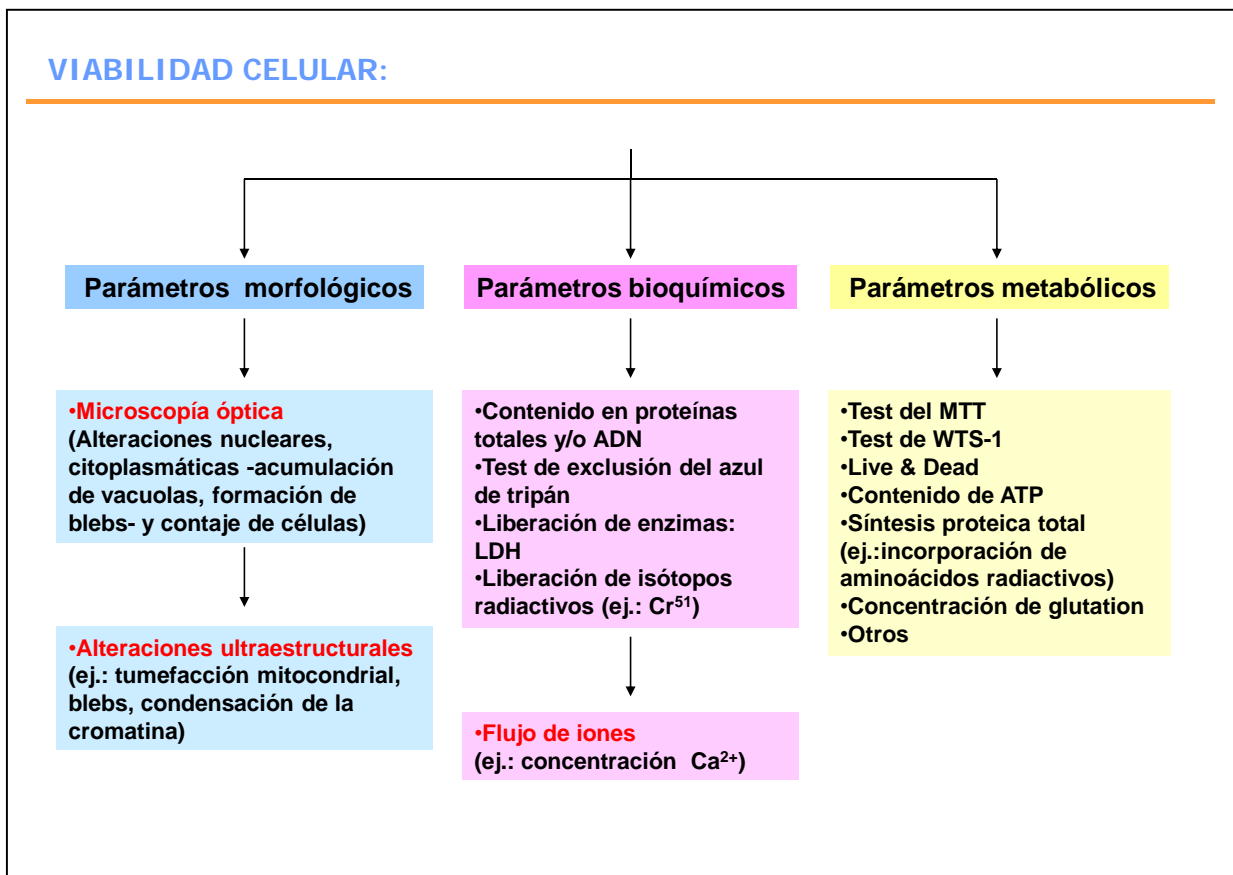 VIABILIDAD CELULAR:
Parámetros morfológicos
Parámetros bioquímicos
Parámetros metabólicos
•Microscopía óptica
(Alteraciones nucleares,
citoplasmáticas -acumulación
de vacuolas, formación de
blebs- y contaje de células)
•Alteraciones ultraestructurales
(ej.: tumefacción mitocondrial,
blebs, condensación de la
cromatina)
•Contenido en proteínas
totales y/o ADN
•Test de exclusión del azul
de tripán
•Liberación de enzimas:
LDH
•Liberación de isótopos
radiactivos (ej.: Cr⁵¹)
•Flujo de iones
(ej.: concentración Ca²⁺)
•Test del MTT
•Test de WTS-1
•Live & Dead
•Contenido de ATP
•Síntesis proteica total
(ej.:incorporación de
aminoácidos radiactivos)
•Concentración de glutation
•Otros